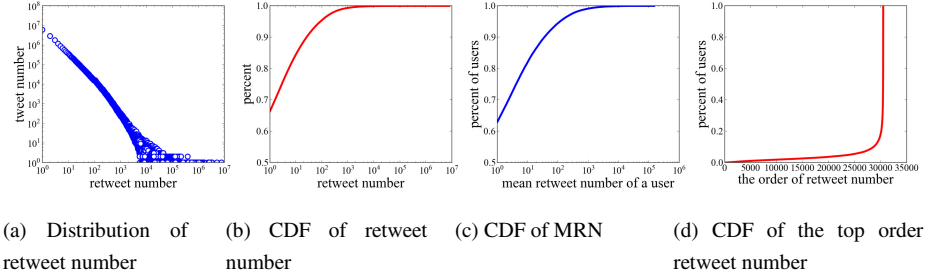 10^8
10^7
10^6
10^5
10^4
10^3
10^2
10^1
10^0
tweet number
10^0 10^1 10^2 10^3 10^4 10^5 10^6 10^7
retweet number
1.0
0.9
0.8
0.7
0.6
0.5
percent
10^0 10^1 10^2 10^3 10^4 10^5 10^6 10^7
retweet number
1.0
0.9
0.8
0.7
0.6
0.5
percent of users
10^0 10^1 10^2 10^3 10^4 10^5 10^6
mean retweet number of a user
1.0
0.8
0.6
0.4
0.2
0.0
percent of users
0 5000 10000 15000 20000 25000 30000 35000
the order of retweet number
(a) Distribution of
retweet number
(b) CDF of retweet
number
(c) CDF of MRN
(d) CDF of the top order
retweet number